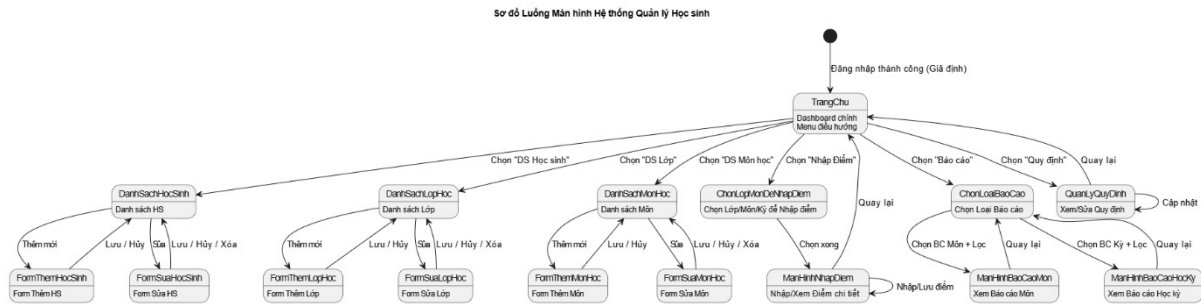 Sơ đồ Luồng Màn hình Hệ thống Quản lý Học sinh
Đăng nhập thành công (Giả định)
TrangChu
Dashboard chính
Menu điều hướng
Chọn "DS Học sinh"
Chọn "DS Lớp"
Chọn "DS Môn học"
Chọn "Nhập Điểm"
Quay lại
Chọn "Báo cáo"
Chọn "Quy định"
Quay lại
DanhSachHocSinh
Danh sách HS
DanhSachLopHoc
Danh sách Lớp
DanhSachMonHoc
Danh sách Môn
ChonLopMonDeNhapDiem
Chọn Lớp/Môn/Kỳ để Nhập điểm
ChonLoaiBaoCao
Chọn Loại Báo cáo
QuanLyQuyDinh
Xem/Sửa Quy định
Cập nhật
Thêm mới
Lưu / Hủy
Sửa
Lưu / Hủy / Xóa
Thêm mới
Lưu / Hủy
Sửa
Lưu / Hủy / Xóa
Thêm mới
Lưu / Hủy
Sửa
Lưu / Hủy / Xóa
Chọn xong
Chọn BC Môn + Lọc
Quay lại
Chọn BC Kỳ + Lọc
Quay lại
FormThemHocSinh
Form Thêm HS
FormSuaHocSinh
Form Sửa HS
FormThemLopHoc
Form Thêm Lớp
FormSuaLopHoc
Form Sửa Lớp
FormThemMonHoc
Form Thêm Môn
FormSuaMonHoc
Form Sửa Môn
ManHinhNhapDiem
Nhập/Xem Điểm chi tiết
Nhập/Lưu điểm
ManHinhBaoCaoMon
Xem Báo cáo Môn
ManHinhBaoCaoHocKy
Xem Báo cáo Học kỳ